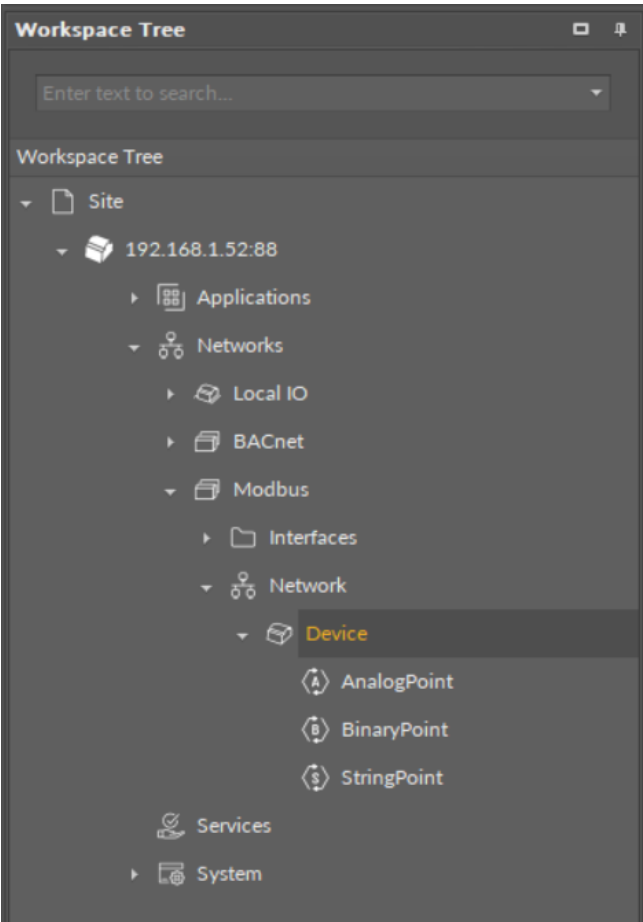 Workspace Tree
Enter text to search...
Workspace Tree
Site
192.168.1.52:88
Applications
Networks
Local IO
BACnet
Modbus
Interfaces
Network
Device
A AnalogPoint
B BinaryPoint
S StringPoint
Services
System